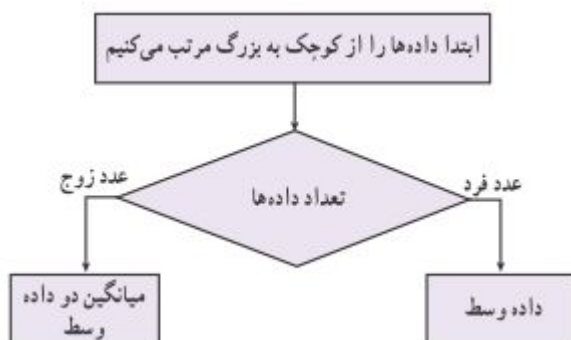 ابتدا داده‌ها را از کوچک به بزرگ مرتب می‌کنیم
عدد فرد
تعداد داده‌ها
عدد زوج
داده وسط
میانگین دو داده
وسط